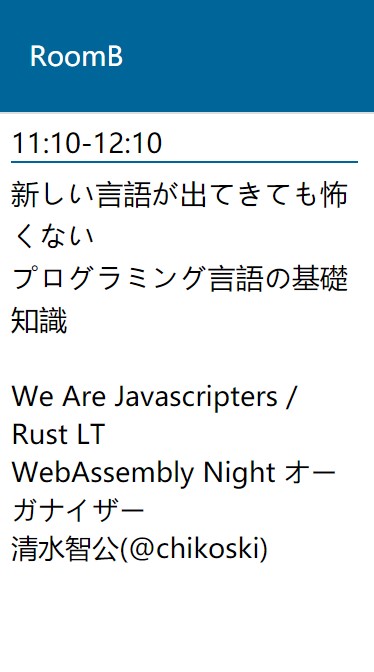 RoomB
11:10-12:10
新しい言語が出てきても怖
くない
プログラミング言語の基礎
知識
We Are Javascripters /
Rust LT
WebAssembly Night オー
ガナイザー
清水智公(@chikoski)